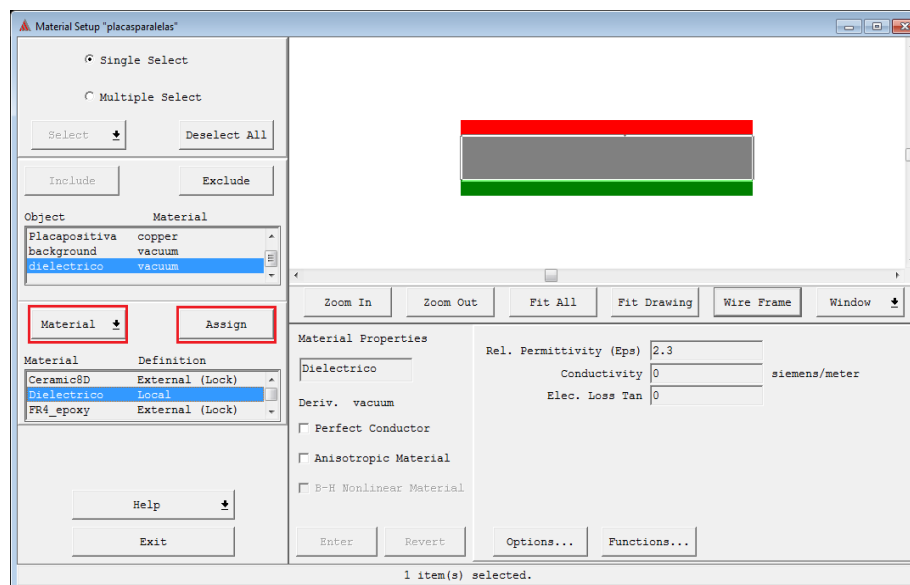 Material Setup "placasparalelas"
Single Select
Multiple Select
Select Deselect All
Include Exclude
Object Material
Placapositiva copper
background vacuum
dielectrico vacuum
Material Assign
Material Definition
Ceramic8D External (Lock)
Dielectrico Local
FR4_epoxy External (Lock)
Help
Exit
Zoom In Zoom Out Fit All Fit Drawing Wire Frame Window
Material Properties
Dielectrico
Deriv. vacuum
Perfect Conductor
Anisotropic Material
B-H Nonlinear Material
Enter Revert
Rel. Permittivity (Eps) 2.3
Conductivity 0 siemens/meter
Elec. Loss Tan 0
Options... Functions...
1 item(s) selected.